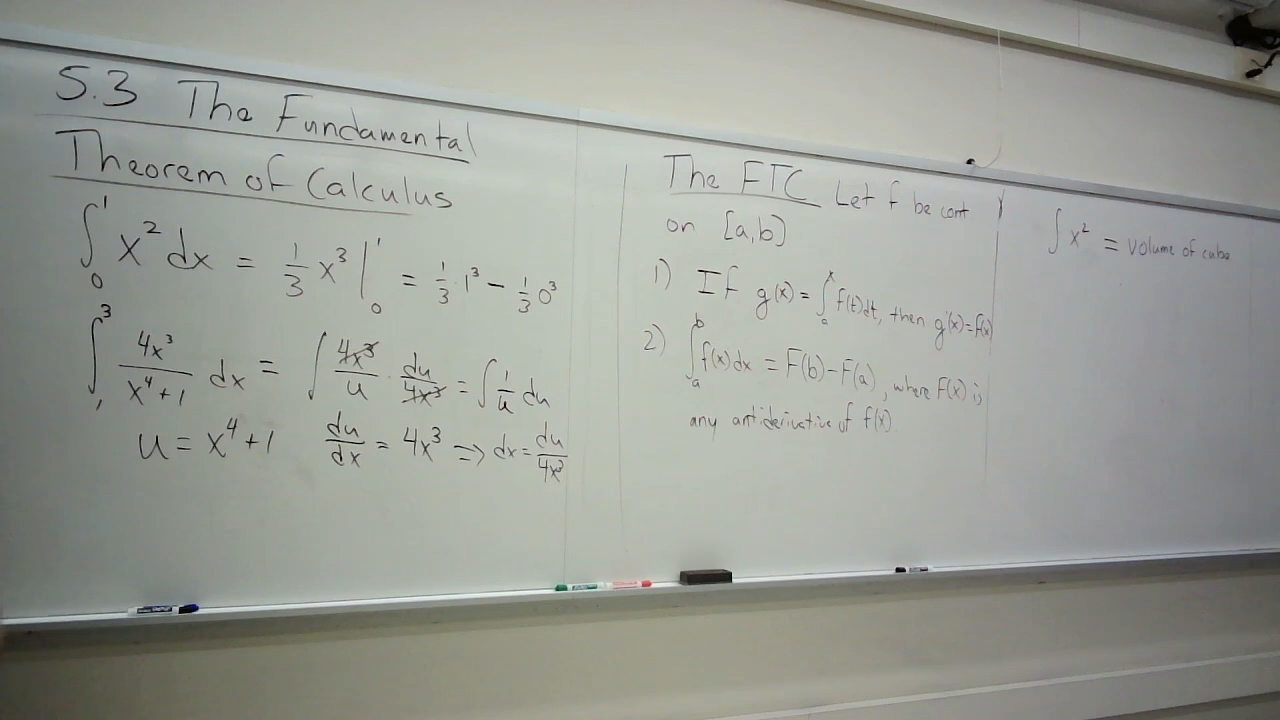 5.3 The Fundamental
Theorem of Calculus
∫₀¹ x² dx = 1/3 x³ |₀¹ = 1/3 · 1³ − 1/3 0³
∫₁³ 4x³/(x⁴+1) dx = ∫ 4x³/u · du/4x³ = ∫ 1/u du
u = x⁴+1 du/dx = 4x³ ⇒ dx = du/4x³
The FTC Let f be cont
on [a,b]
1) If g(x) = ∫ₐˣ f(t)dt, then g'(x)=f(x)
2) ∫ₐᵇ f(x)dx = F(b)−F(a), where F(x) is
any antiderivative of f(x).
∫ x² = volume of cube